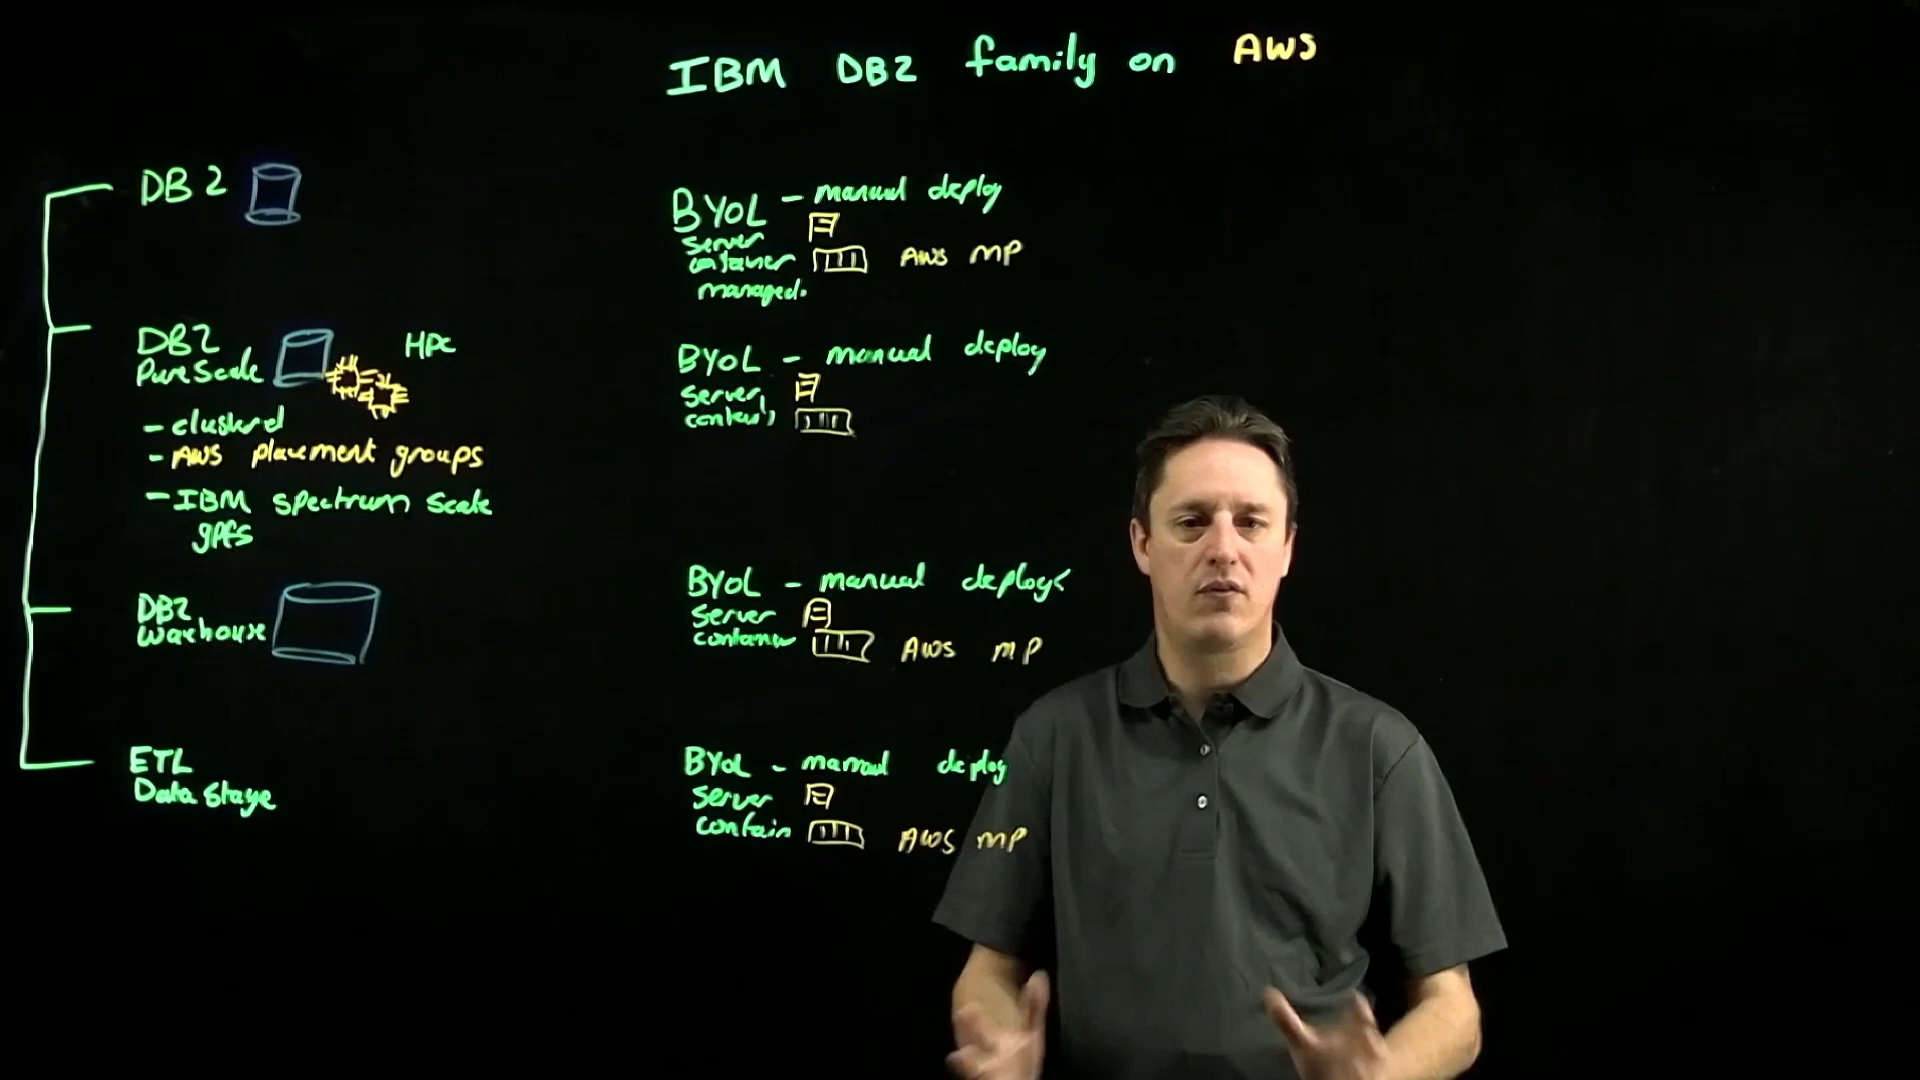 IBM DB2 family on AWS
DB2
BYOL - manual deploy
server
container AWS MP
managed.
DB2
PureScale
HPC
- clusterd
- AWS placement groups
- IBM spectrum scale
gpfs
BYOL - manual deploy
server
DB2
warehouse
BYOL - manual deploy
server
container AWS MP
ETL
Data Stage
BYOL - manual deploy
server
contain AWS MP